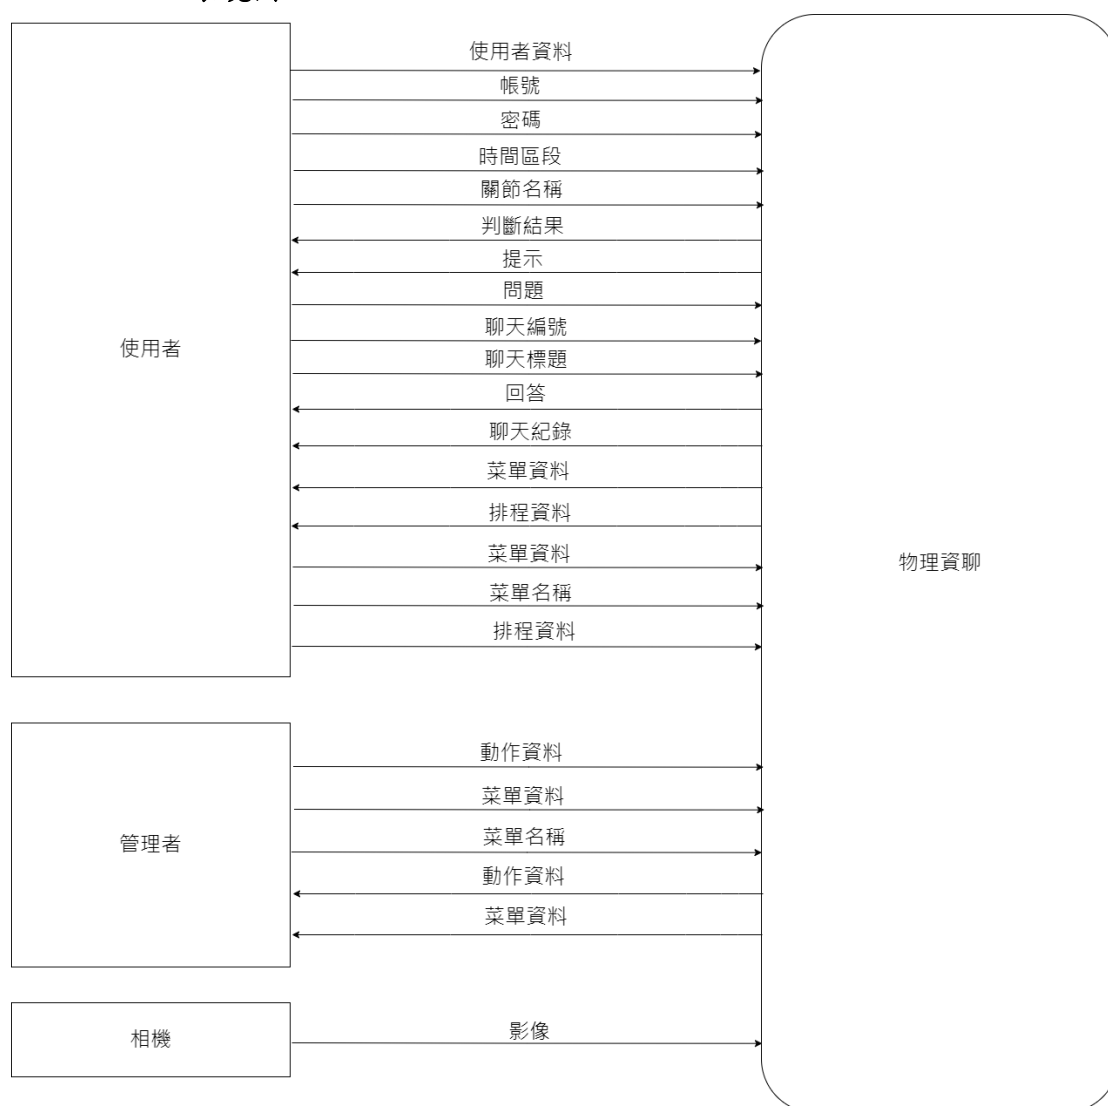 使用者資料
帳號
密碼
時間區段
關節名稱
判斷結果
提示
問題
使用者
聊天編號
聊天標題
回答
聊天紀錄
菜單資料
排程資料
菜單資料
物理資聊
菜單名稱
排程資料
動作資料
菜單資料
管理者
菜單名稱
動作資料
菜單資料
相機
影像